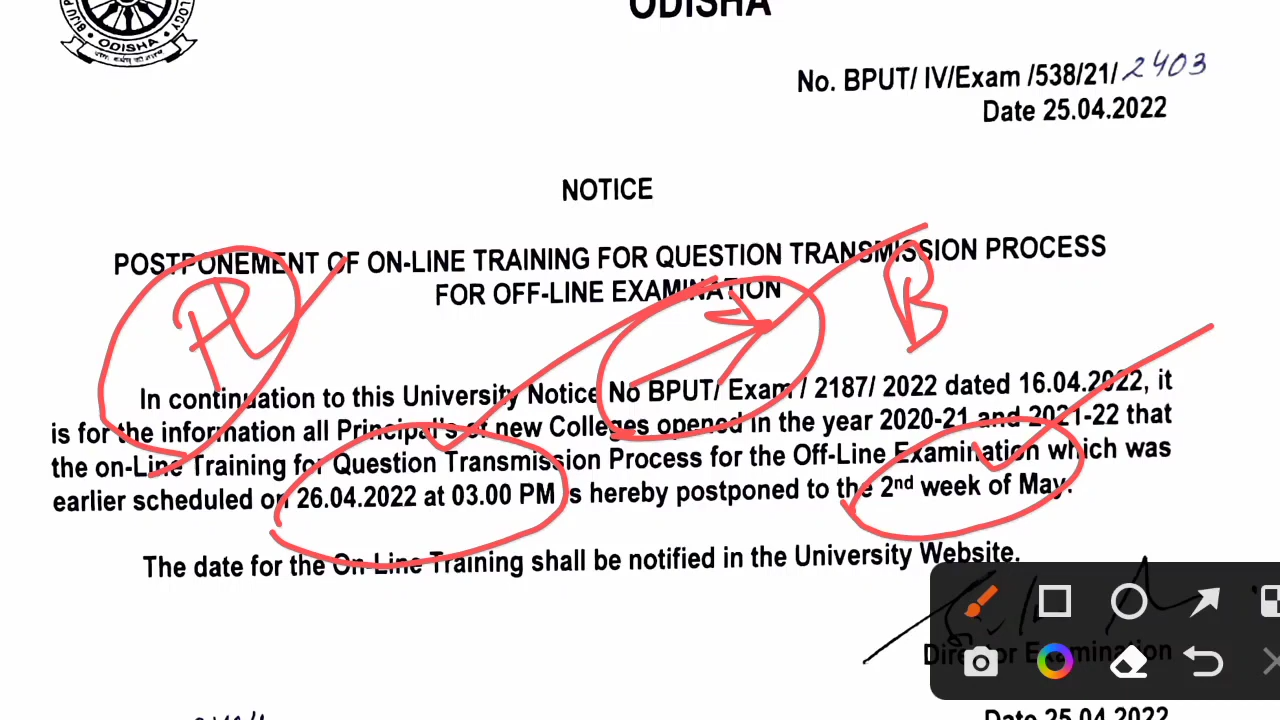 ODISHA
ODISHA
No. BPUT/ IV/Exam /538/21/ 2403
Date 25.04.2022
NOTICE
POSTPONEMENT OF ON-LINE TRAINING FOR QUESTION TRANSMISSION PROCESS
FOR OFF-LINE EXAMINATION
B
In continuation to this University Notice No BPUT/ Exam / 2187/ 2022 dated 16.04.2022, it
is for the information all Principal's of new Colleges opened in the year 2020-21 and 2021-22 that
the on-Line Training for Question Transmission Process for the Off-Line Examination which was
earlier scheduled on 26.04.2022 at 03.00 PM is hereby postponed to the 2nd week of May.
The date for the On-Line Training shall be notified in the University Website.
Director Examination
Date 25.04.2022